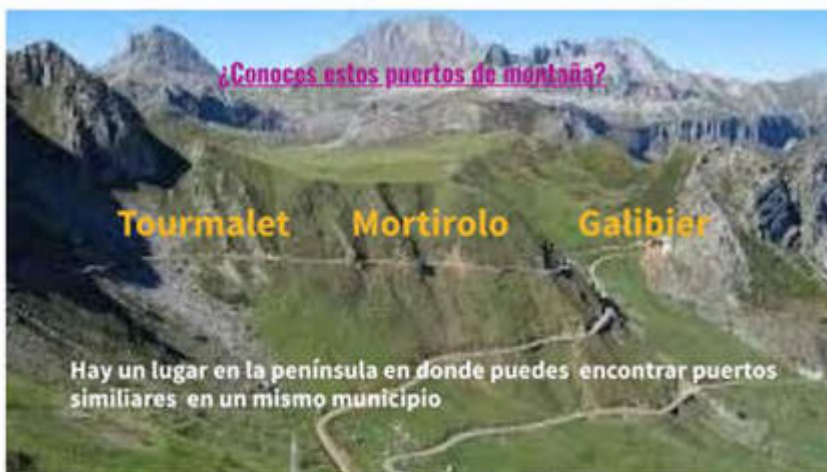 ¿Conoces estos puertos de montaña?
Tourmalet Mortirolo Galibier
Hay un lugar en la península en donde puedes encontrar puertos
similiares en un mismo municipio